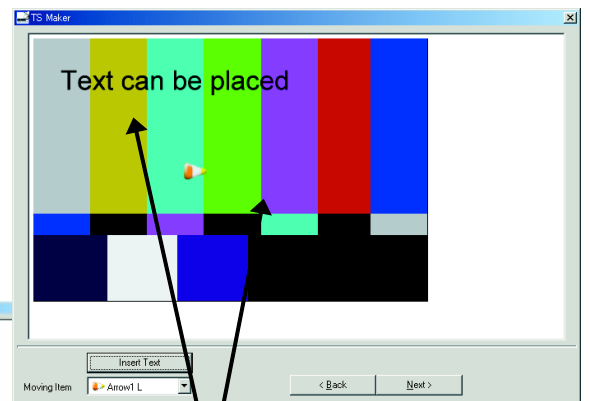 TS Maker
Text can be placed
Insert Text
Moving Item
Arrow1 L
< Back
Next >